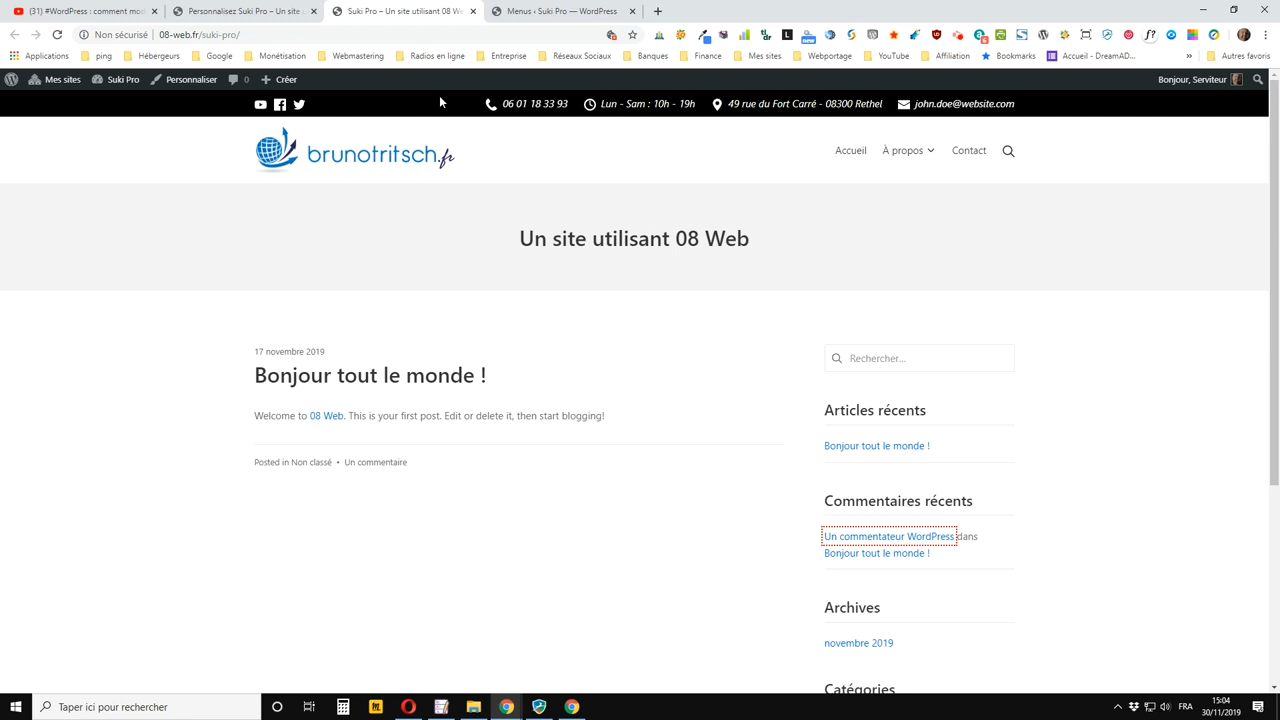 (31) #WordPress : comment mod
Personnalisez Suki Pro – Un site
Suki Pro – Un site utilisant 08 We
Menus ‹ Suki Pro — WordPress
Non sécurisé
08-web.fr/suki-pro/
Applications
ping
Hébergeurs
Google
Monétisation
Webmastering
Radios en ligne
Entreprise
Réseaux Sociaux
Banques
Finance
Mes sites
Webportage
YouTube
Affiliation
Bookmarks
Accueil - DreamAD...
»
Autres favoris
Mes sites
Suki Pro
Personnaliser
0
Créer
Bonjour, Serviteur
06 01 18 33 93
Lun - Sam : 10h - 19h
49 rue du Fort Carré - 08300 Rethel
john.doe@website.com
brunotritsch.fr
Accueil
À propos
Contact
Un site utilisant 08 Web
17 novembre 2019
Bonjour tout le monde !
Welcome to 08 Web. This is your first post. Edit or delete it, then start blogging!
Posted in Non classé • Un commentaire
Rechercher...
Articles récents
Bonjour tout le monde !
Commentaires récents
Un commentateur WordPress dans
Bonjour tout le monde !
Archives
novembre 2019
Catégories
Taper ici pour rechercher
FRA
15:04
30/11/2019